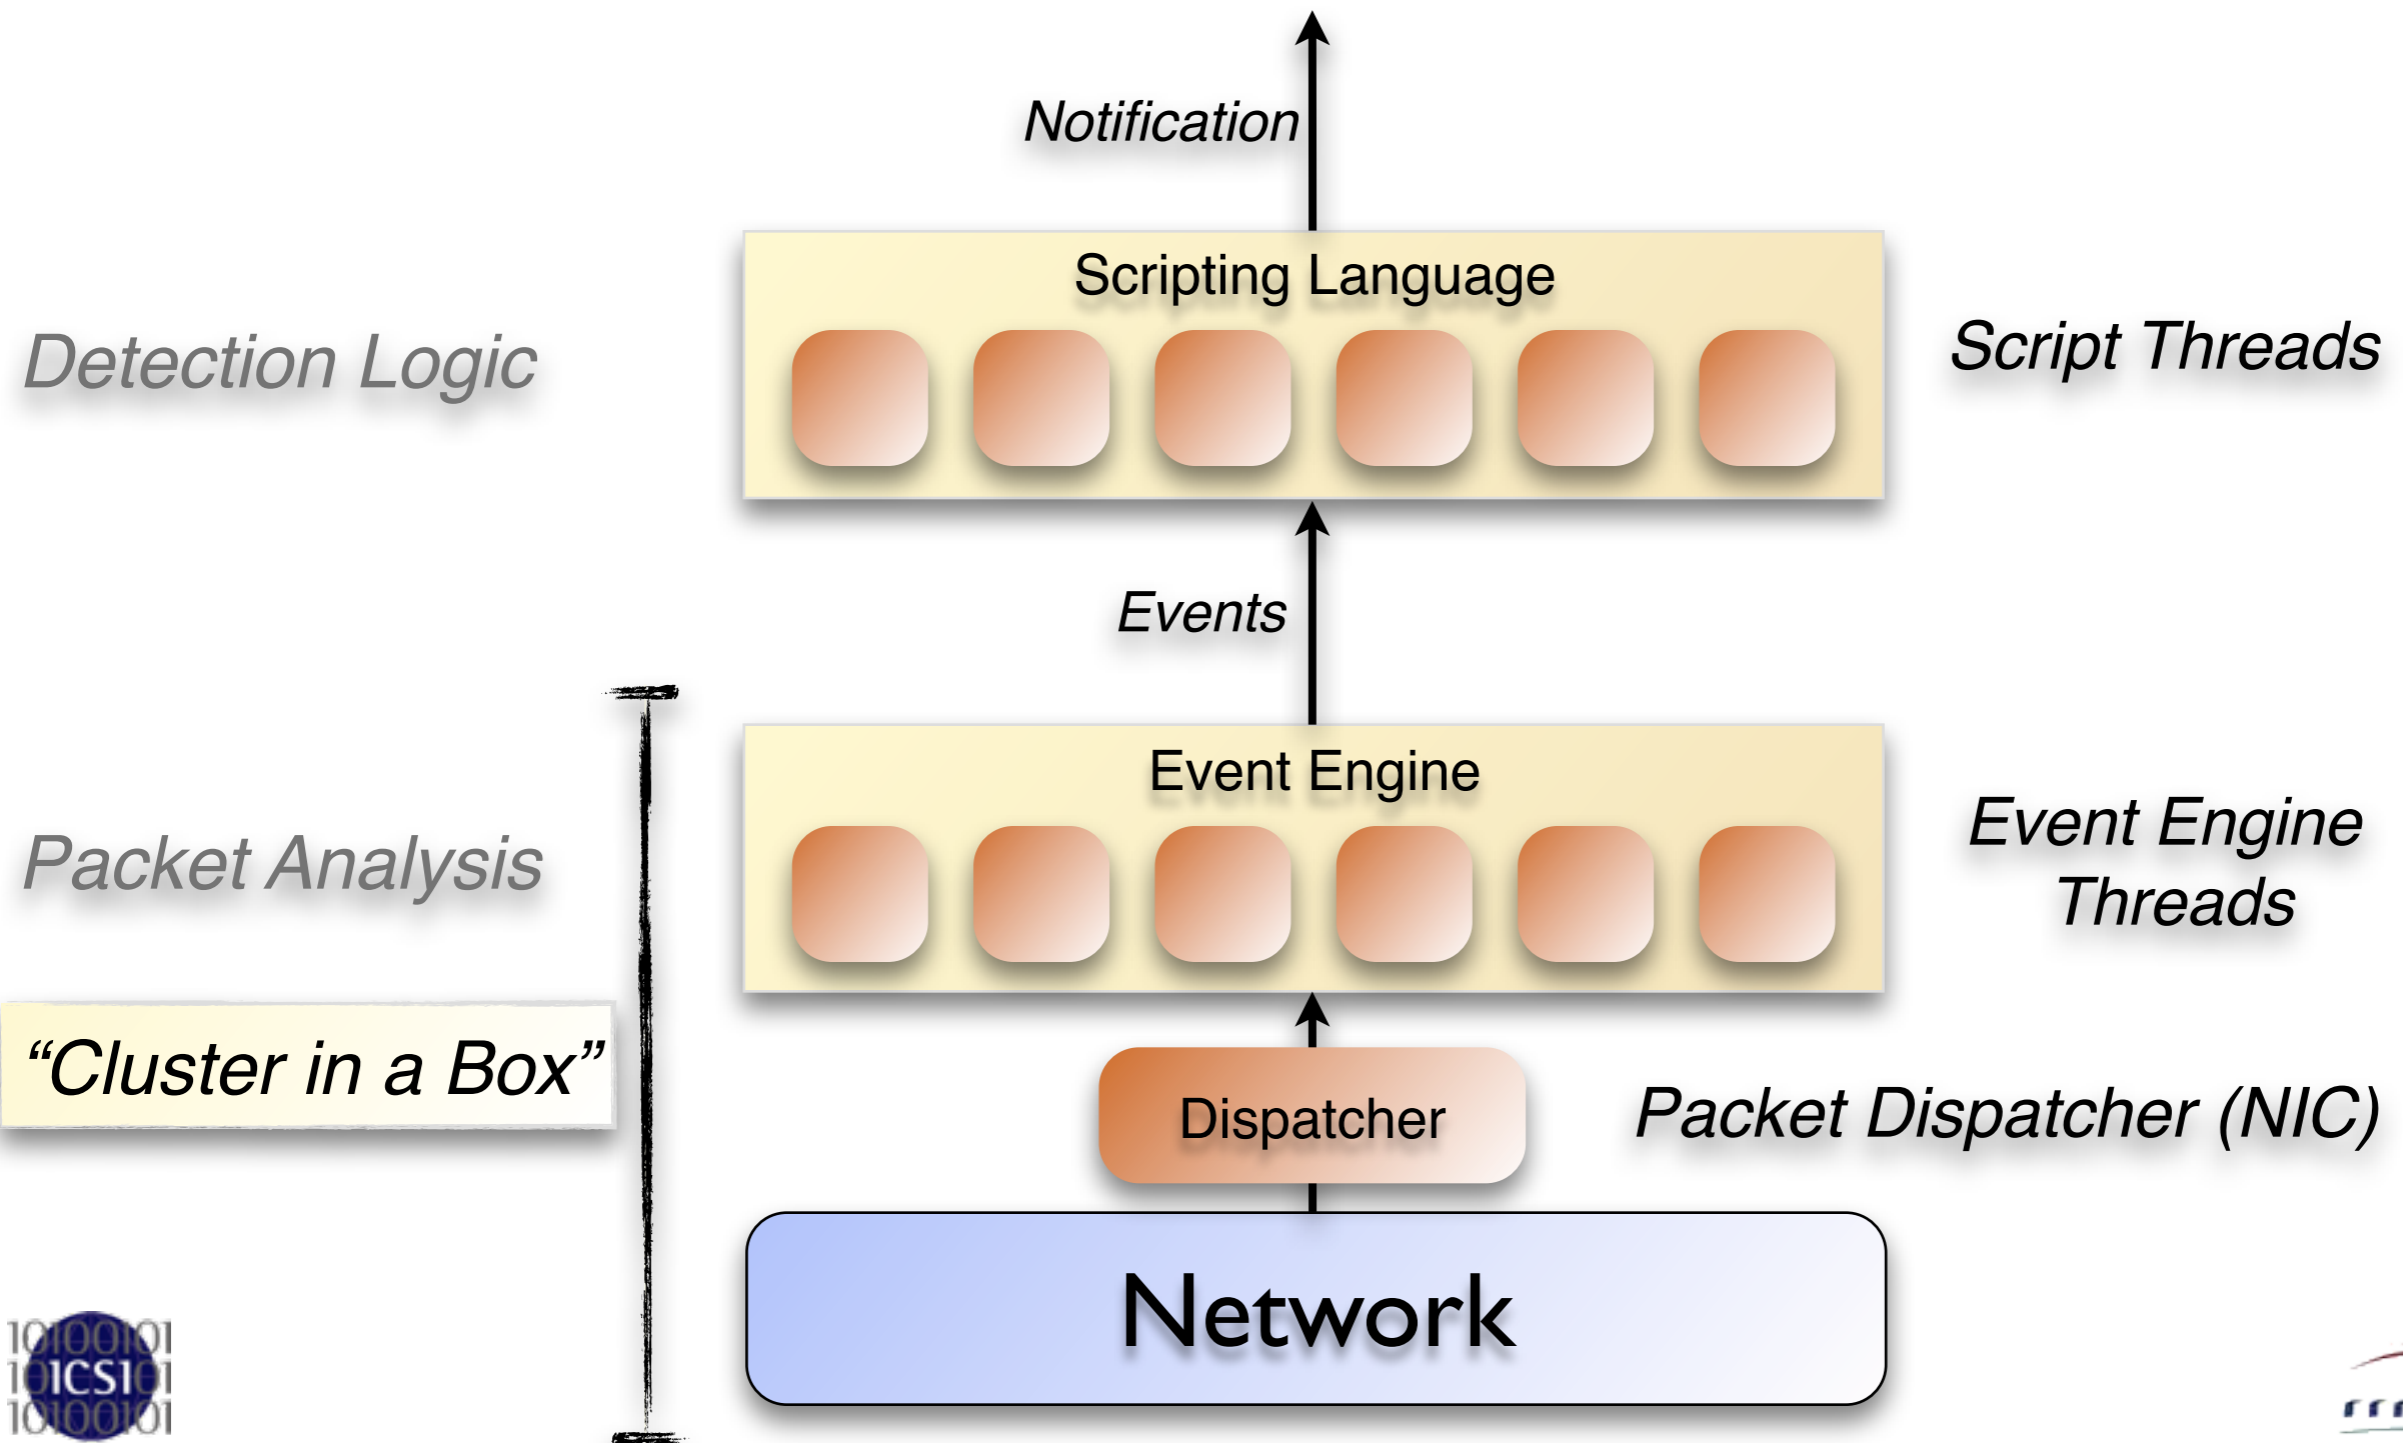 Notification
Scripting Language
Detection Logic
Script Threads
Events
Event Engine
Packet Analysis
Event Engine
Threads
“Cluster in a Box”
Dispatcher
Packet Dispatcher (NIC)
Network
10100101
ICSI
10100101